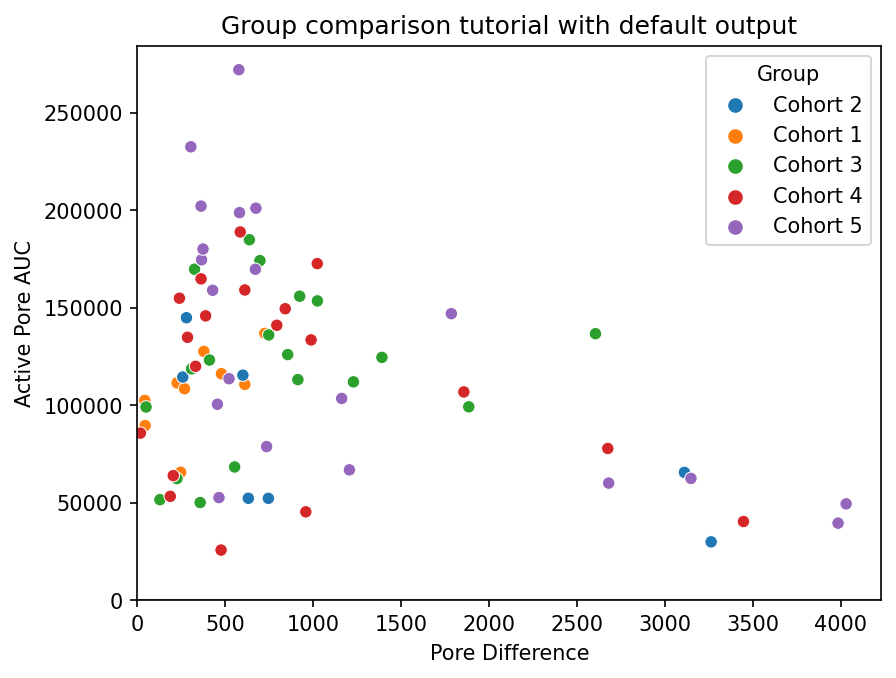 Group comparison tutorial with default output
Group
Cohort 2
Cohort 1
Cohort 3
Cohort 4
Cohort 5
Active Pore AUC
250000
200000
150000
100000
50000
0
0 500 1000 1500 2000 2500 3000 3500 4000
Pore Difference